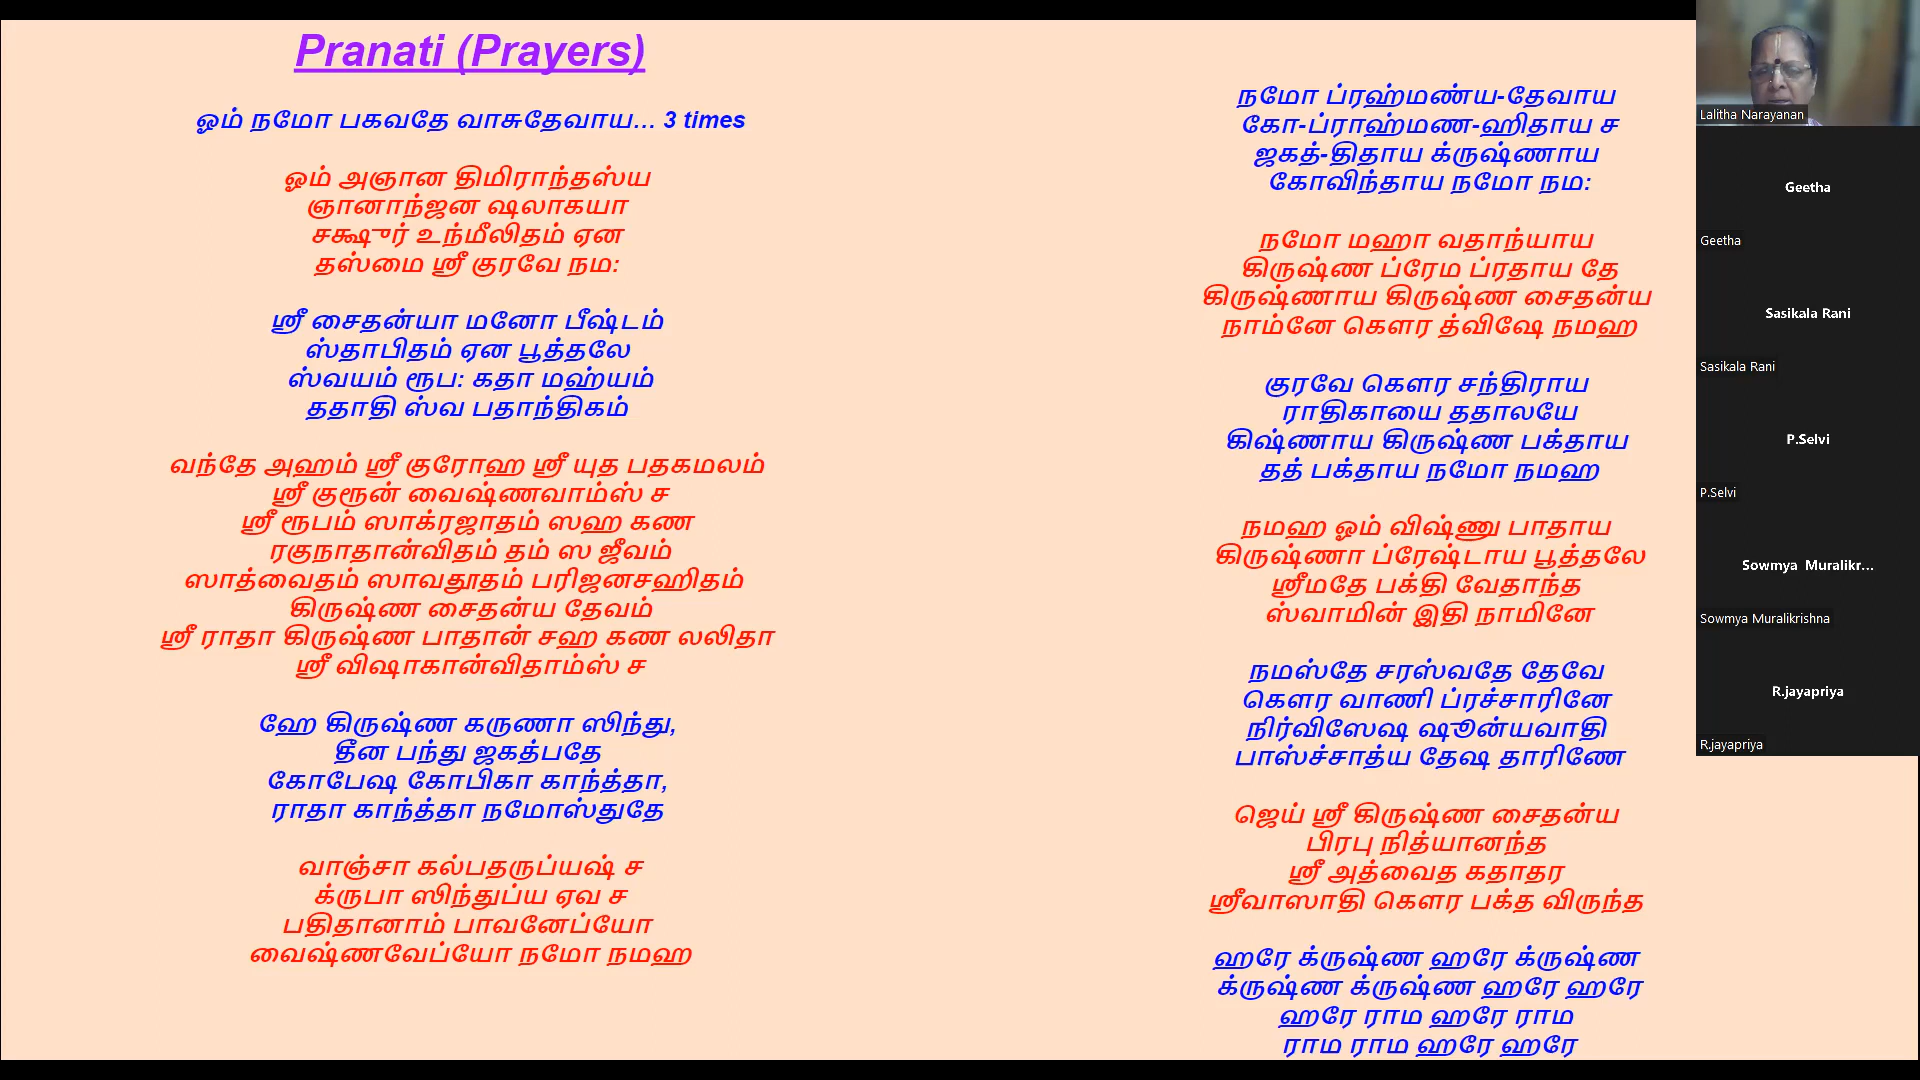 Pranati (Prayers)
ஓம் நமோ பகவதே வாசுதேவாய... 3 times
ஓம் அஞான திமிராந்தஸ்ய
ஞானாந்ஜன ஷலாகயா
சக்ஷுர் உந்மீலிதம் ஏன
தஸ்மை ஸ்ரீ குரவே நம:
ஸ்ரீ சைதன்யா மனோ பீஷ்டம்
ஸ்தாபிதம் ஏன பூத்தலே
ஸ்வயம் ரூப: கதா மஹ்யம்
ததாதி ஸ்வ பதாந்திகம்
வந்தே அஹம் ஸ்ரீ குரோஹ ஸ்ரீ யுத பதகமலம்
ஸ்ரீ குரூன் வைஷ்ணவாம்ஸ் ச
ஸ்ரீ ரூபம் ஸாக்ரஜாதம் ஸஹ கண
ரகுநாதான்விதம் தம் ஸ ஜீவம்
ஸாத்வைதம் ஸாவதூதம் பரிஜனசஹிதம்
கிருஷ்ண சைதன்ய தேவம்
ஸ்ரீ ராதா கிருஷ்ண பாதான் சஹ கண லலிதா
ஸ்ரீ விஷாகான்விதாம்ஸ் ச
ஹே கிருஷ்ண கருணா ஸிந்து,
தீன பந்து ஜகத்பதே
கோபேஷ கோபிகா காந்த்தா,
ராதா காந்த்தா நமோஸ்துதே
வாஞ்சா கல்பதருப்யஷ் ச
க்ருபா ஸிந்துப்ய ஏவ ச
பதிதானாம் பாவனேப்யோ
வைஷ்ணவேப்யோ நமோ நமஹ
நமோ ப்ரஹ்மண்ய-தேவாய
கோ-ப்ராஹ்மண-ஹிதாய ச
ஜகத்-திதாய க்ருஷ்ணாய
கோவிந்தாய நமோ நம:
நமோ மஹா வதாந்யாய
கிருஷ்ண ப்ரேம ப்ரதாய தே
கிருஷ்ணாய கிருஷ்ண சைதன்ய
நாம்னே கௌர த்விஷே நமஹ
குரவே கௌர சந்திராய
ராதிகாயை ததாலயே
கிஷ்ணாய கிருஷ்ண பக்தாய
தத் பக்தாய நமோ நமஹ
நமஹ ஓம் விஷ்ணு பாதாய
கிருஷ்ணா ப்ரேஷ்டாய பூத்தலே
ஸ்ரீமதே பக்தி வேதாந்த
ஸ்வாமின் இதி நாமினே
நமஸ்தே சரஸ்வதே தேவே
கௌர வாணி ப்ரச்சாரினே
நிர்விஸேஷ ஷூன்யவாதி
பாஸ்ச்சாத்ய தேஷ தாரிணே
ஜெய் ஸ்ரீ கிருஷ்ண சைதன்ய
பிரபு நித்யானந்த
ஸ்ரீ அத்வைத கதாதர
ஸ்ரீவாஸாதி கௌர பக்த விருந்த
ஹரே க்ருஷ்ண ஹரே க்ருஷ்ண
க்ருஷ்ண க்ருஷ்ண ஹரே ஹரே
ஹரே ராம ஹரே ராம
ராம ராம ஹரே ஹரே
Lalitha Narayanan
Geetha
Geetha
Sasikala Rani
Sasikala Rani
P.Selvi
P.Selvi
Sowmya Muralikr...
Sowmya Muralikrishna
R.jayapriya
R.jayapriya